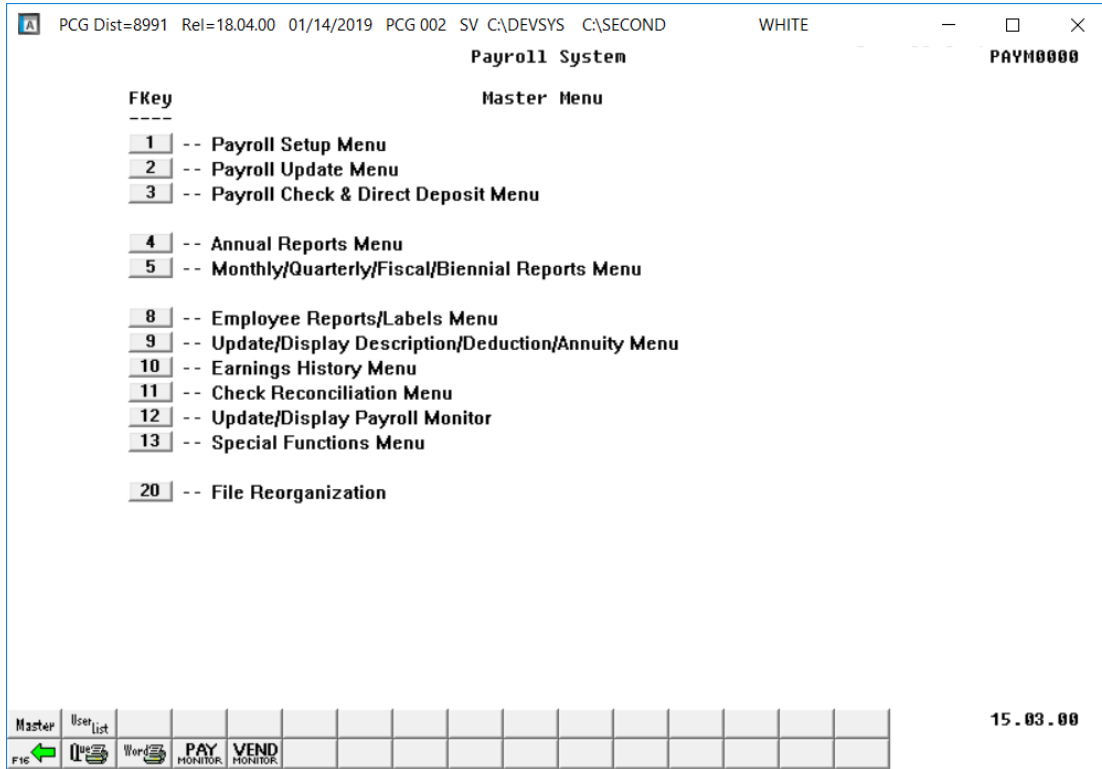 A PCG Dist=8991 Rel=18.04.00 01/14/2019 PCG 002 SV C:\DEVSYS C:\SECOND WHITE
Payroll System PAYM0000
FKey Master Menu
----
1 -- Payroll Setup Menu
2 -- Payroll Update Menu
3 -- Payroll Check & Direct Deposit Menu
4 -- Annual Reports Menu
5 -- Monthly/Quarterly/Fiscal/Biennial Reports Menu
8 -- Employee Reports/Labels Menu
9 -- Update/Display Description/Deduction/Annuity Menu
10 -- Earnings History Menu
11 -- Check Reconciliation Menu
12 -- Update/Display Payroll Monitor
13 -- Special Functions Menu
20 -- File Reorganization
Master User List 15.03.00
F16 Que Word PAY MONITOR VEND MONITOR